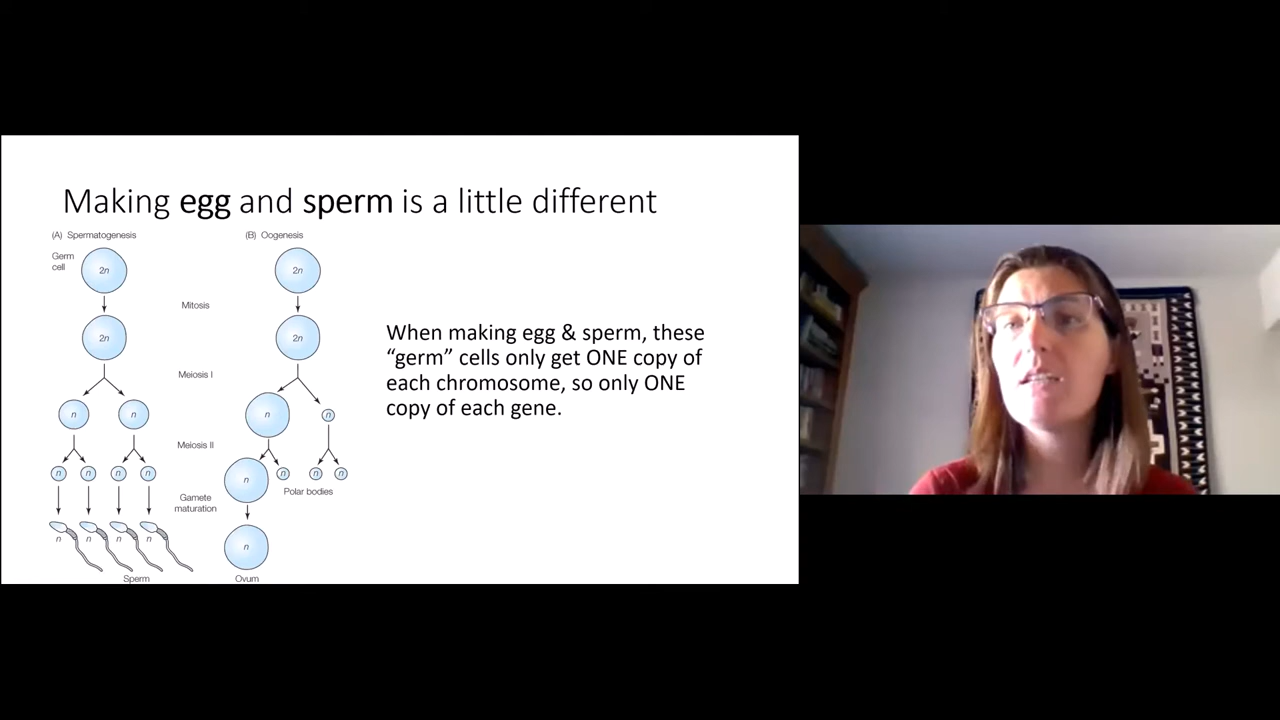 Making egg and sperm is a little different
(A) Spermatogenesis
(B) Oogenesis
Germ
cell
2n
2n
Mitosis
2n
2n
Meiosis I
n
n
n
n
Meiosis II
n
n
n
n
n
n
n
n
Polar bodies
Gamete
maturation
n
n
n
n
n
Sperm
Ovum
When making egg & sperm, these
“germ” cells only get ONE copy of
each chromosome, so only ONE
copy of each gene.